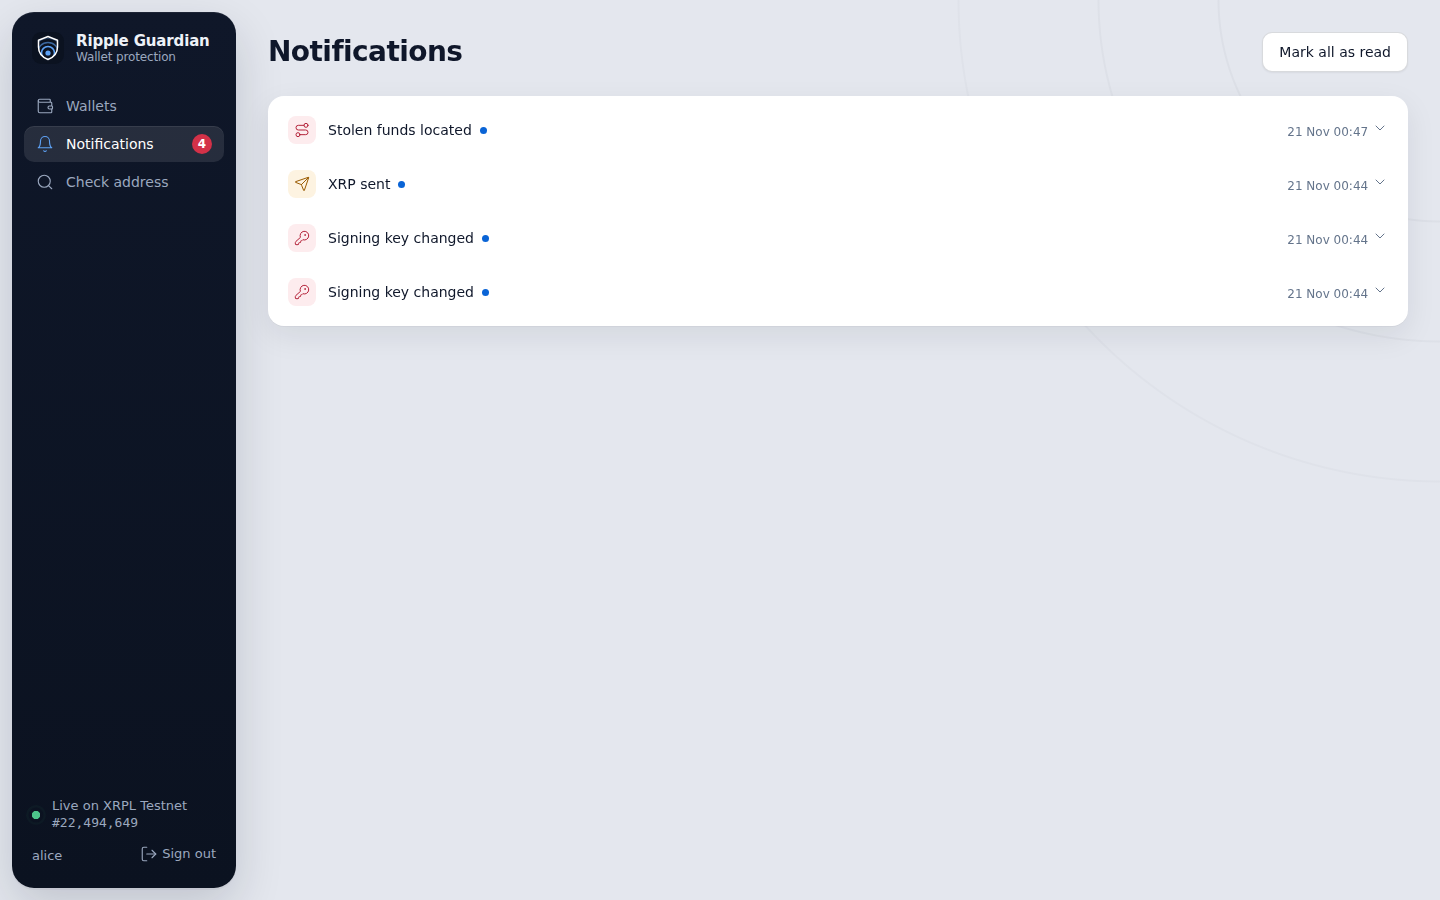 Ripple Guardian
Wallet protection
Wallets
Notifications 4
Check address
Live on XRPL Testnet
#22,494,649
alice
Sign out
Notifications
Mark all as read
Stolen funds located
21 Nov 00:47
XRP sent
21 Nov 00:44
Signing key changed
21 Nov 00:44
Signing key changed
21 Nov 00:44